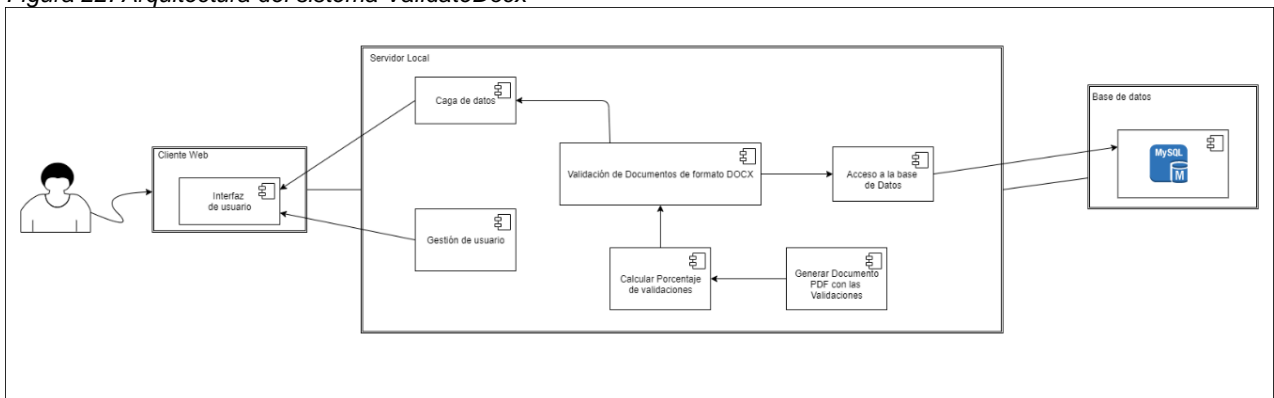 Figura 22. Arquitectura del sistema ValidateDocx
Servidor Local
Caga de datos
Base de datos
Cliente Web
Interfaz
de usuario
Validación de Documentos de formato DOCX
Acceso a la base
de Datos
MySQL
M
Gestión de usuario
Calcular Porcentaje
de validaciones
Generar Documento
PDF con las
Validaciones